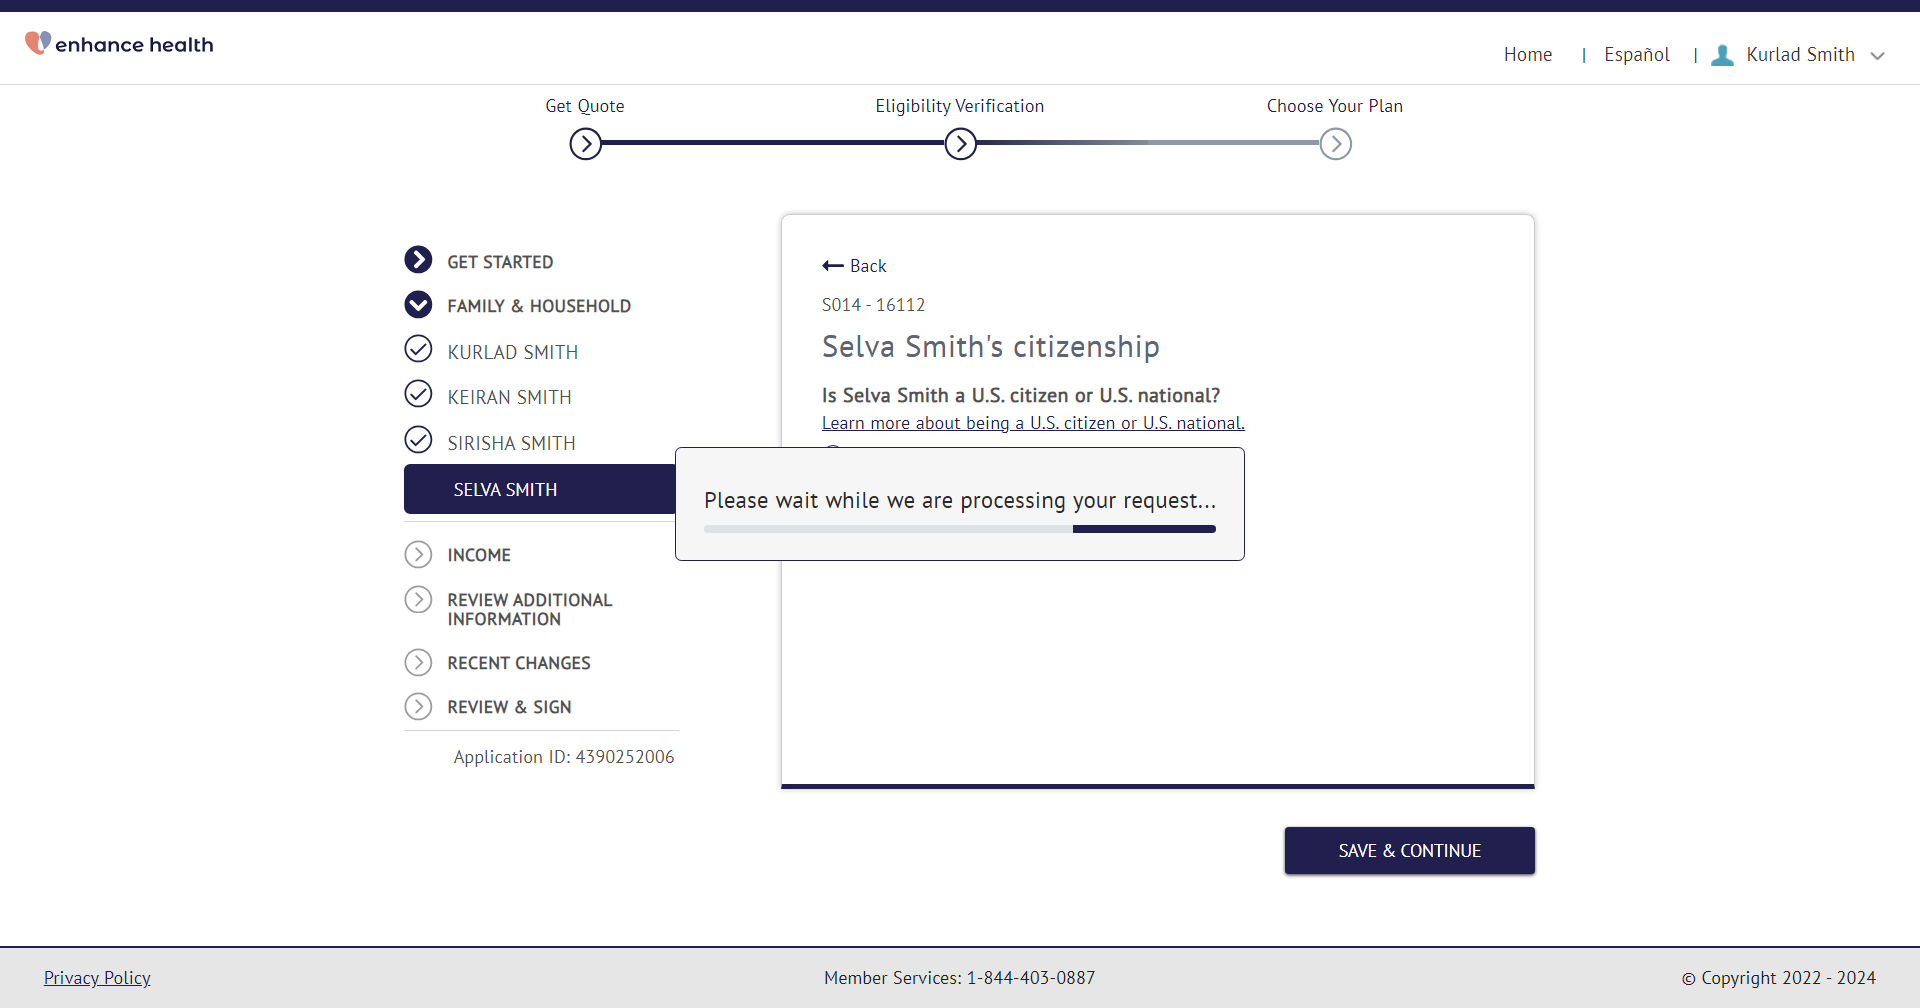 enhance health
Home | Español | Kurlad Smith
Get Quote
Eligibility Verification
Choose Your Plan
GET STARTED
FAMILY & HOUSEHOLD
KURLAD SMITH
KEIRAN SMITH
SIRISHA SMITH
SELVA SMITH
INCOME
REVIEW ADDITIONAL
INFORMATION
RECENT CHANGES
REVIEW & SIGN
Application ID: 4390252006
Back
S014 - 16112
Selva Smith's citizenship
Is Selva Smith a U.S. citizen or U.S. national?
Learn more about being a U.S. citizen or U.S. national.
Please wait while we are processing your request...
SAVE & CONTINUE
Privacy Policy
Member Services: 1-844-403-0887
© Copyright 2022 - 2024